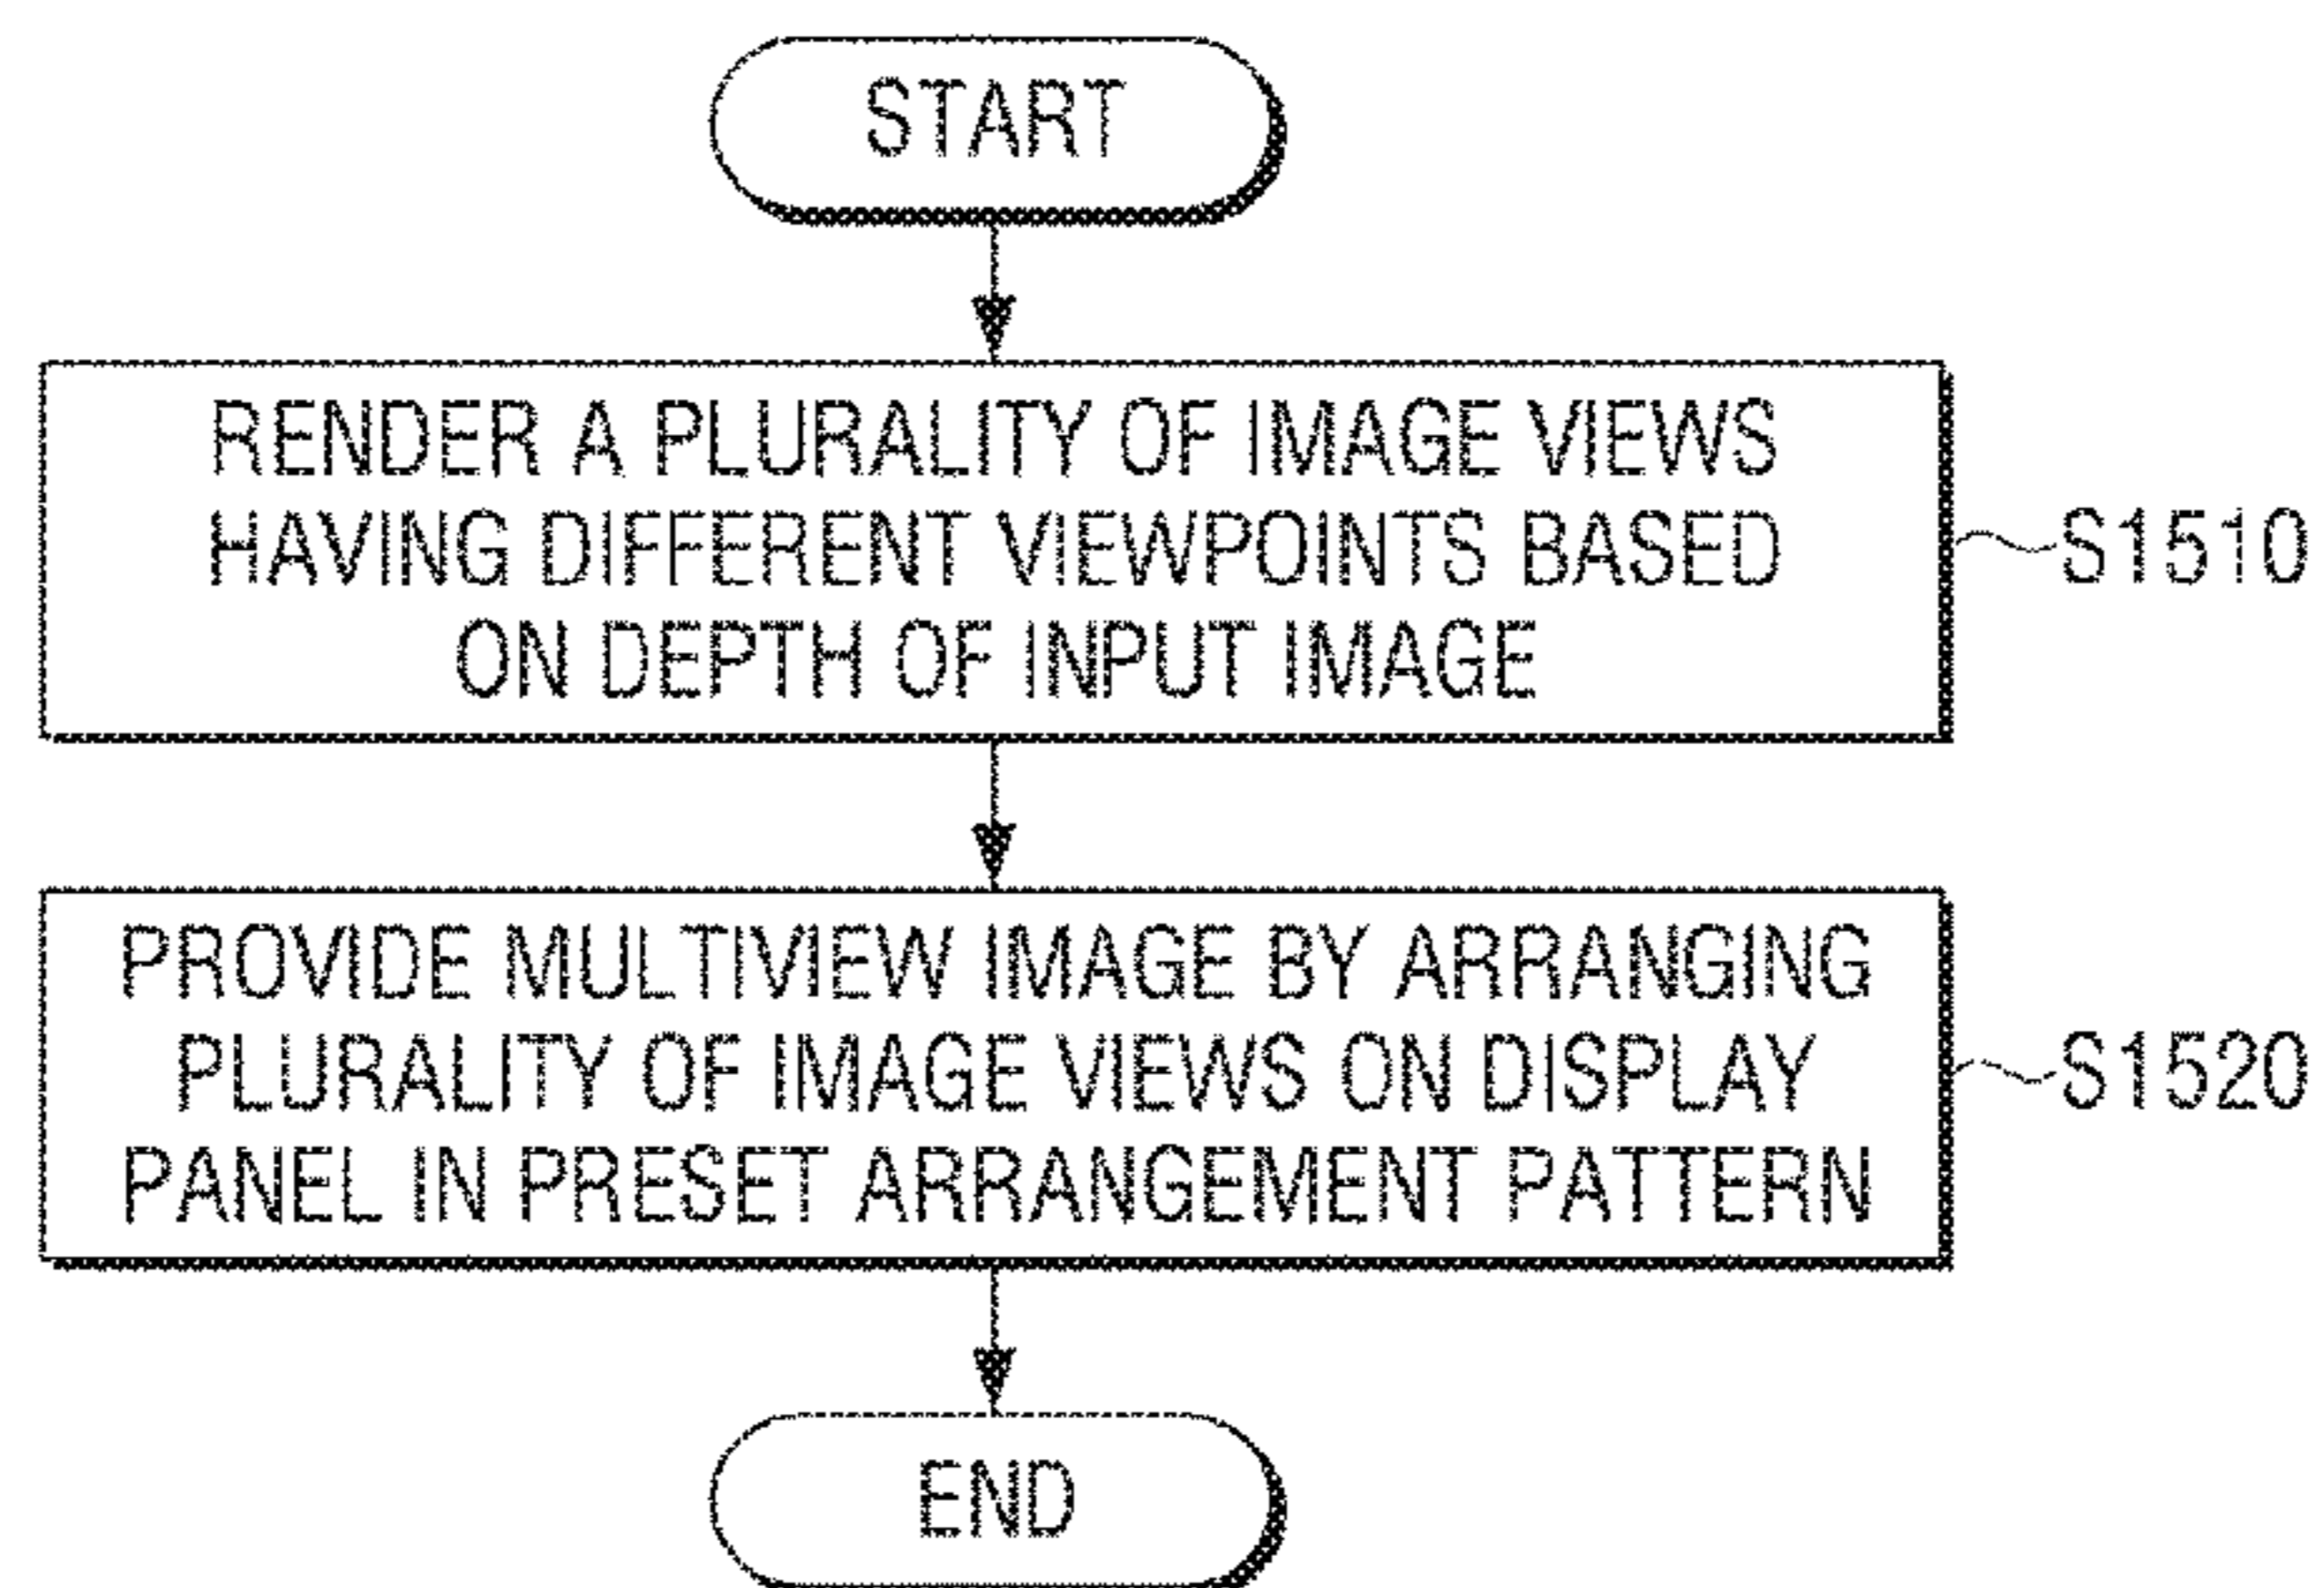 START
RENDER A PLURALITY OF IMAGE VIEWS
HAVING DIFFERENT VIEWPOINTS BASED
ON DEPTH OF INPUT IMAGE
S1510
PROVIDE MULTIVIEW IMAGE BY ARRANGING
PLURALITY OF IMAGE VIEWS ON DISPLAY
PANEL IN PRESET ARRANGEMENT PATTERN
S1520
END